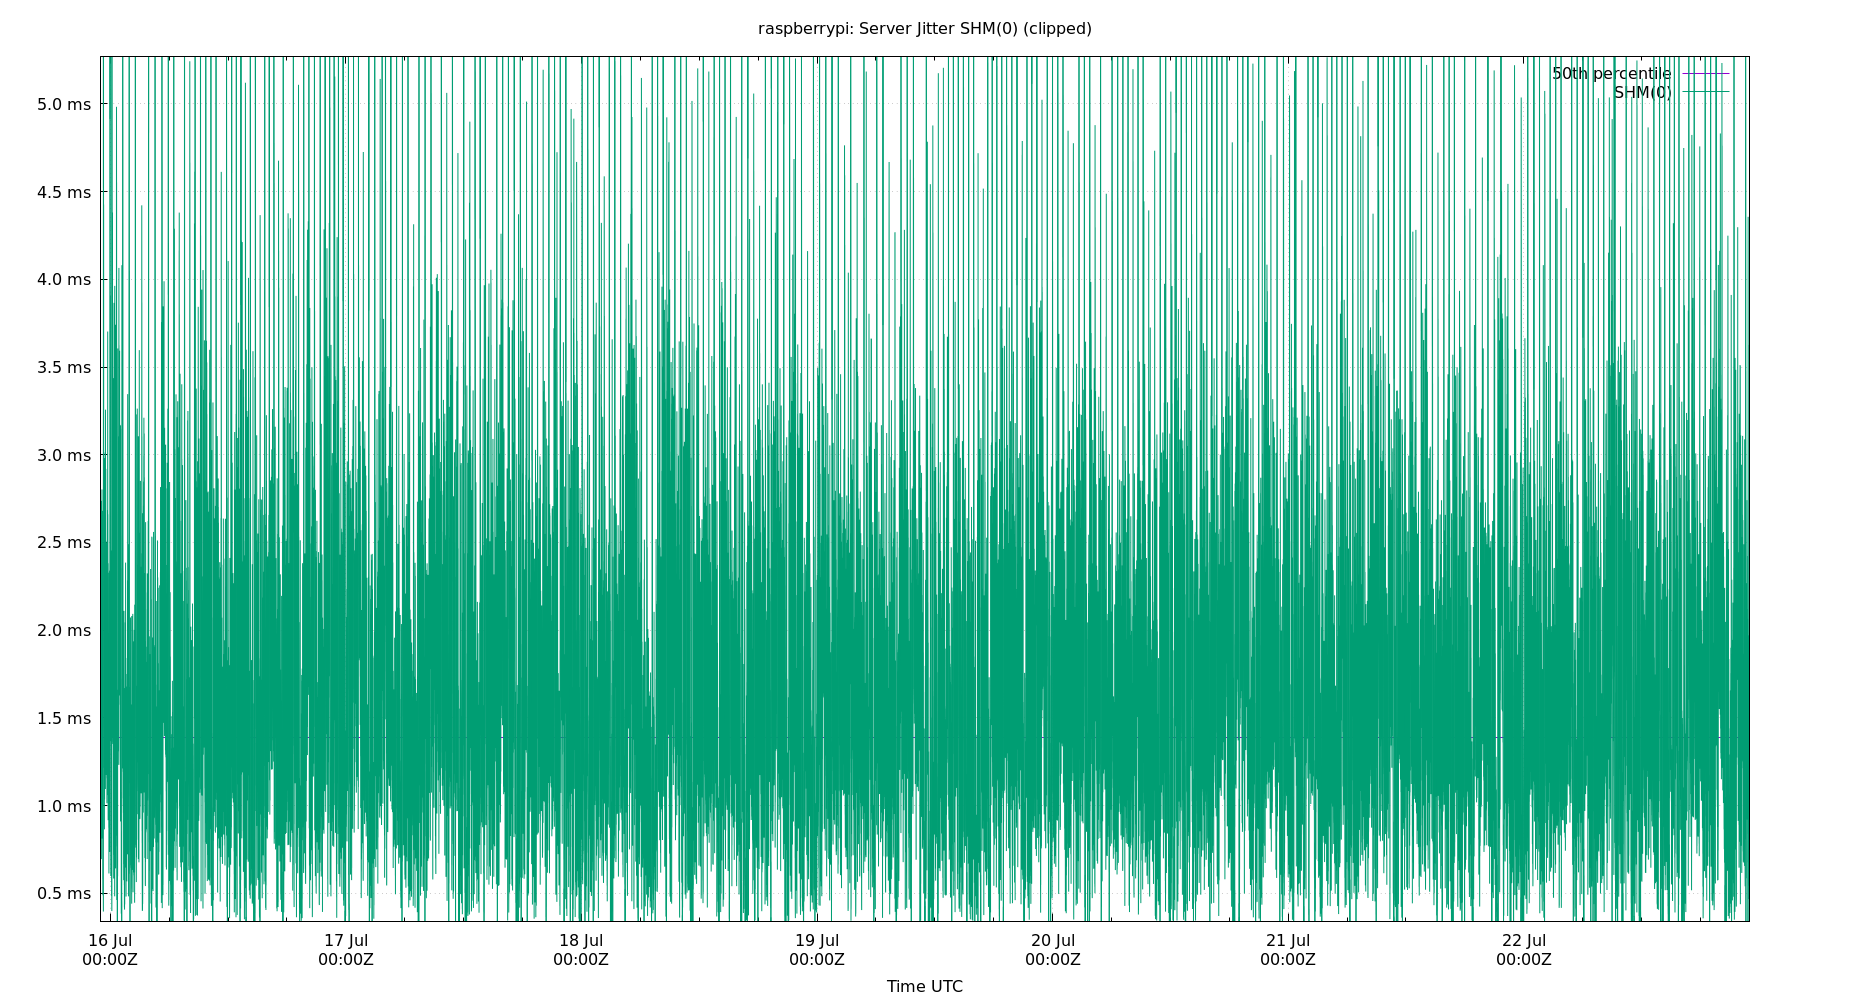 raspberrypi: Server Jitter SHM(0) (clipped)
50th percentile
SHM(0)
5.0 ms
4.5 ms
4.0 ms
3.5 ms
3.0 ms
2.5 ms
2.0 ms
1.5 ms
1.0 ms
0.5 ms
16 Jul 17 Jul 18 Jul 19 Jul 20 Jul 21 Jul 22 Jul
00:00Z 00:00Z 00:00Z 00:00Z 00:00Z 00:00Z 00:00Z
Time UTC